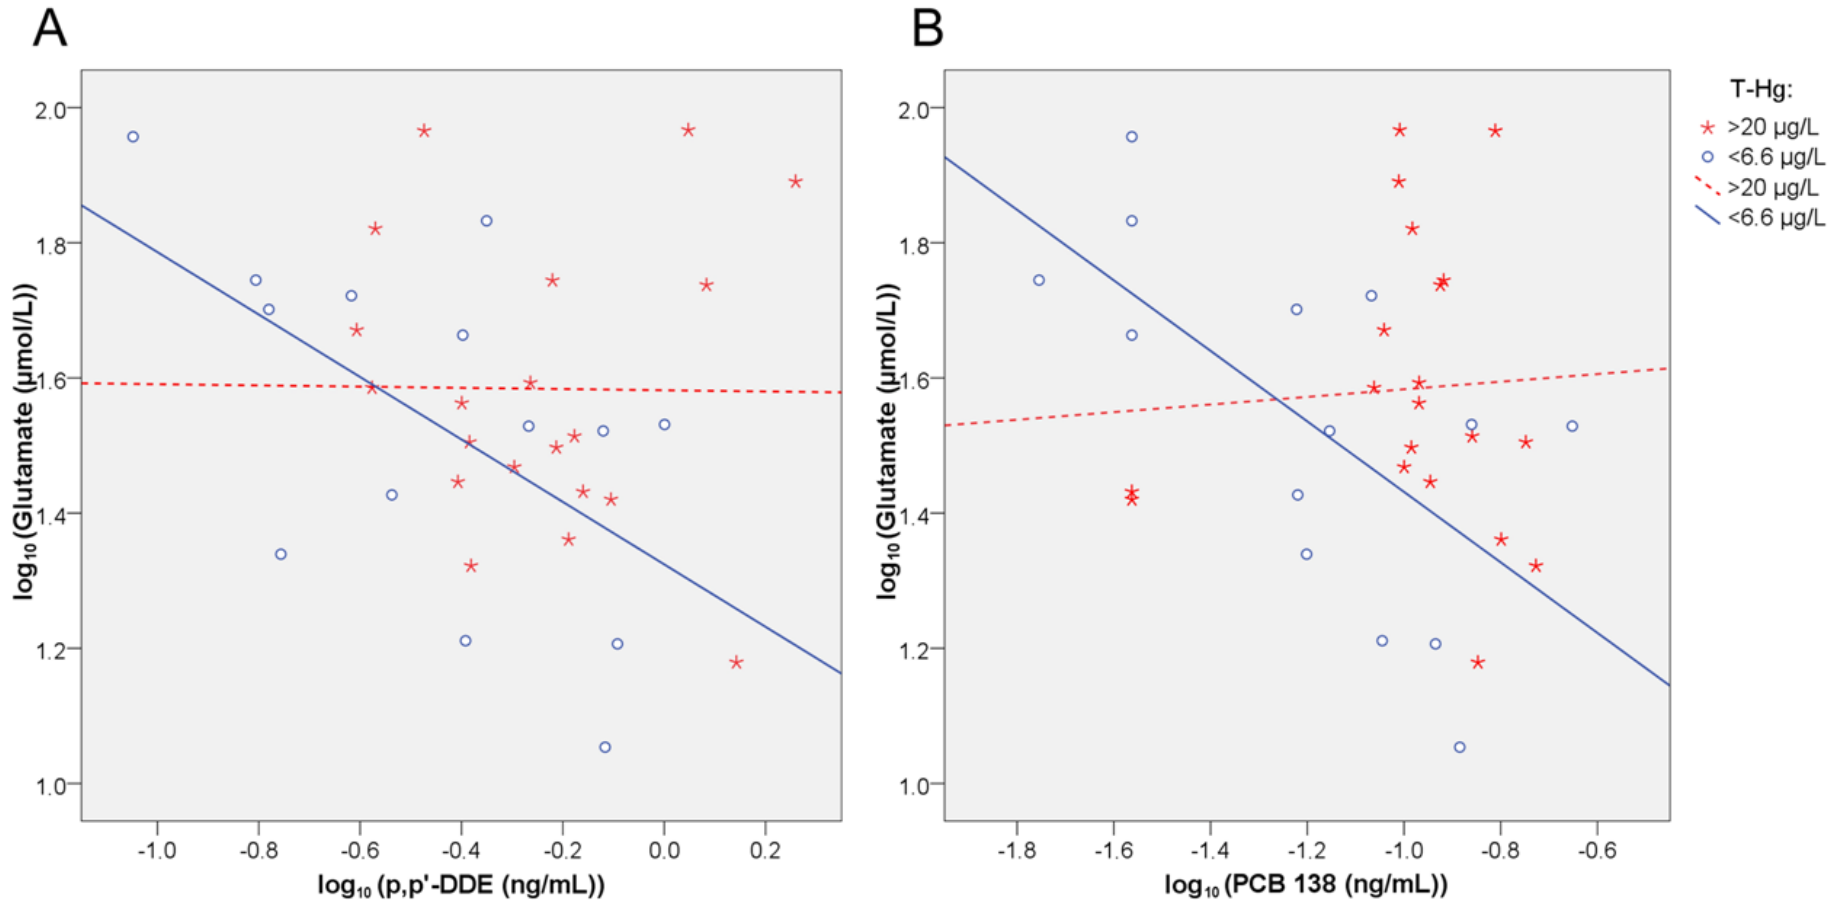 A
B
T-Hg:
>20 µg/L
<6.6 µg/L
>20 µg/L
<6.6 µg/L
log10 (Glutamate (µmol/L))
2.0
1.8
1.6
1.4
1.2
1.0
-1.0 -0.8 -0.6 -0.4 -0.2 0.0 0.2
log10 (p,p'-DDE (ng/mL))
log10 (Glutamate (µmol/L))
2.0
1.8
1.6
1.4
1.2
1.0
-1.8 -1.6 -1.4 -1.2 -1.0 -0.8 -0.6
log10 (PCB 138 (ng/mL))